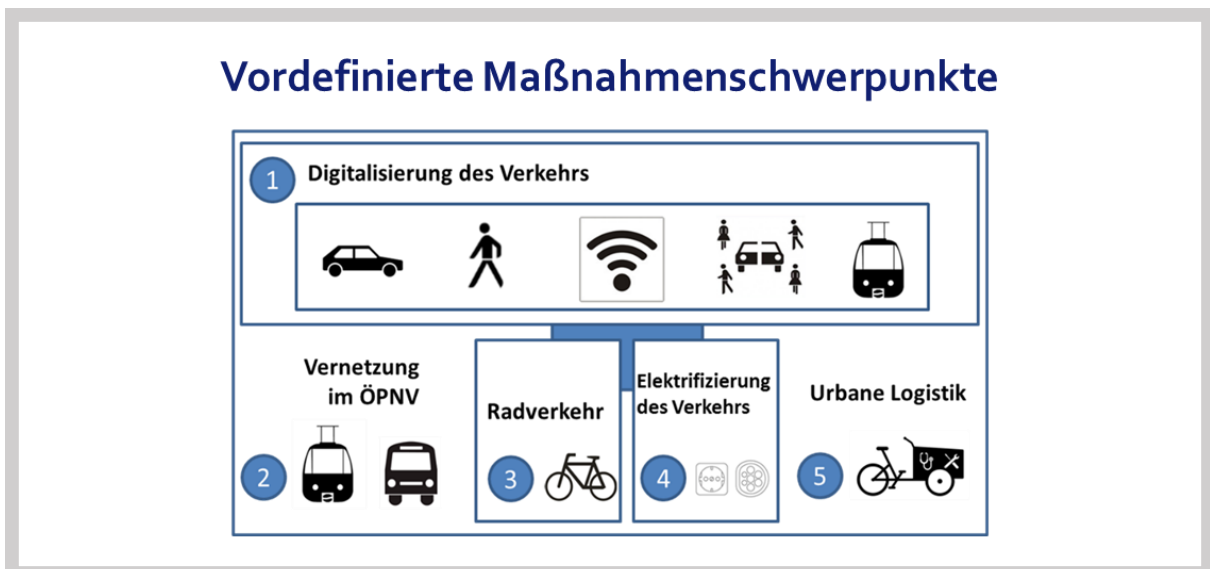 Vordefinierte Maßnahmenschwerpunkte
1 Digitalisierung des Verkehrs
Vernetzung
im ÖPNV
2
Radverkehr
3
Elektrifizierung
des Verkehrs
4
Urbane Logistik
5